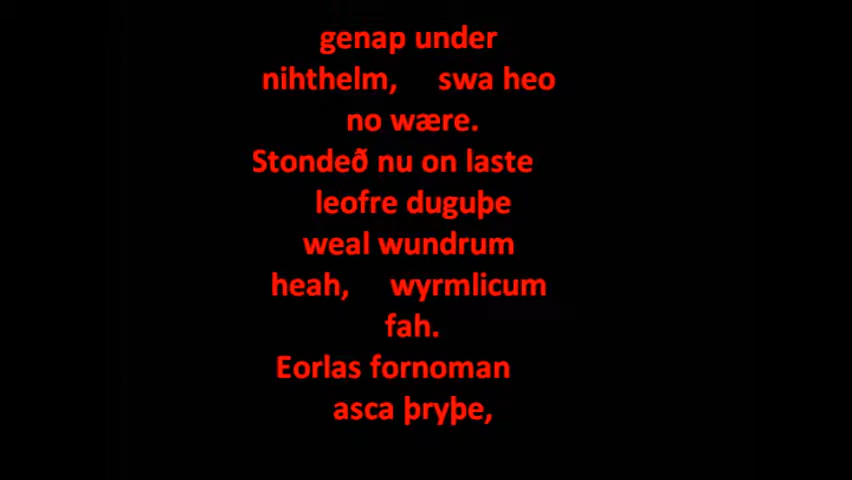 genap under
nihthelm, swa heo
no wære.
Stondeð nu on laste
leofre duguþe
weal wundrum
heah, wyrmlicum
fah.
Eorlas fornoman
asca þryþe,